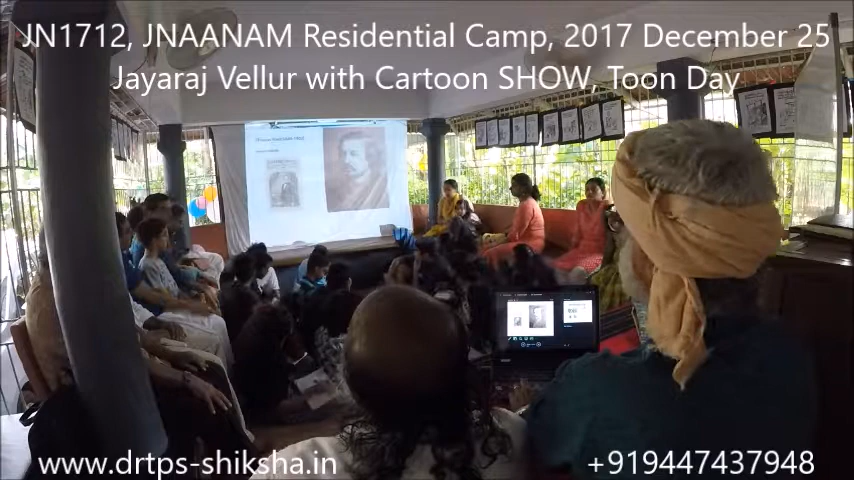 JN1712, JNAANAM Residential Camp, 2017 December 25
Jayaraj Vellur with Cartoon SHOW, Toon Day
www.drtps-shiksha.in
+919447437948